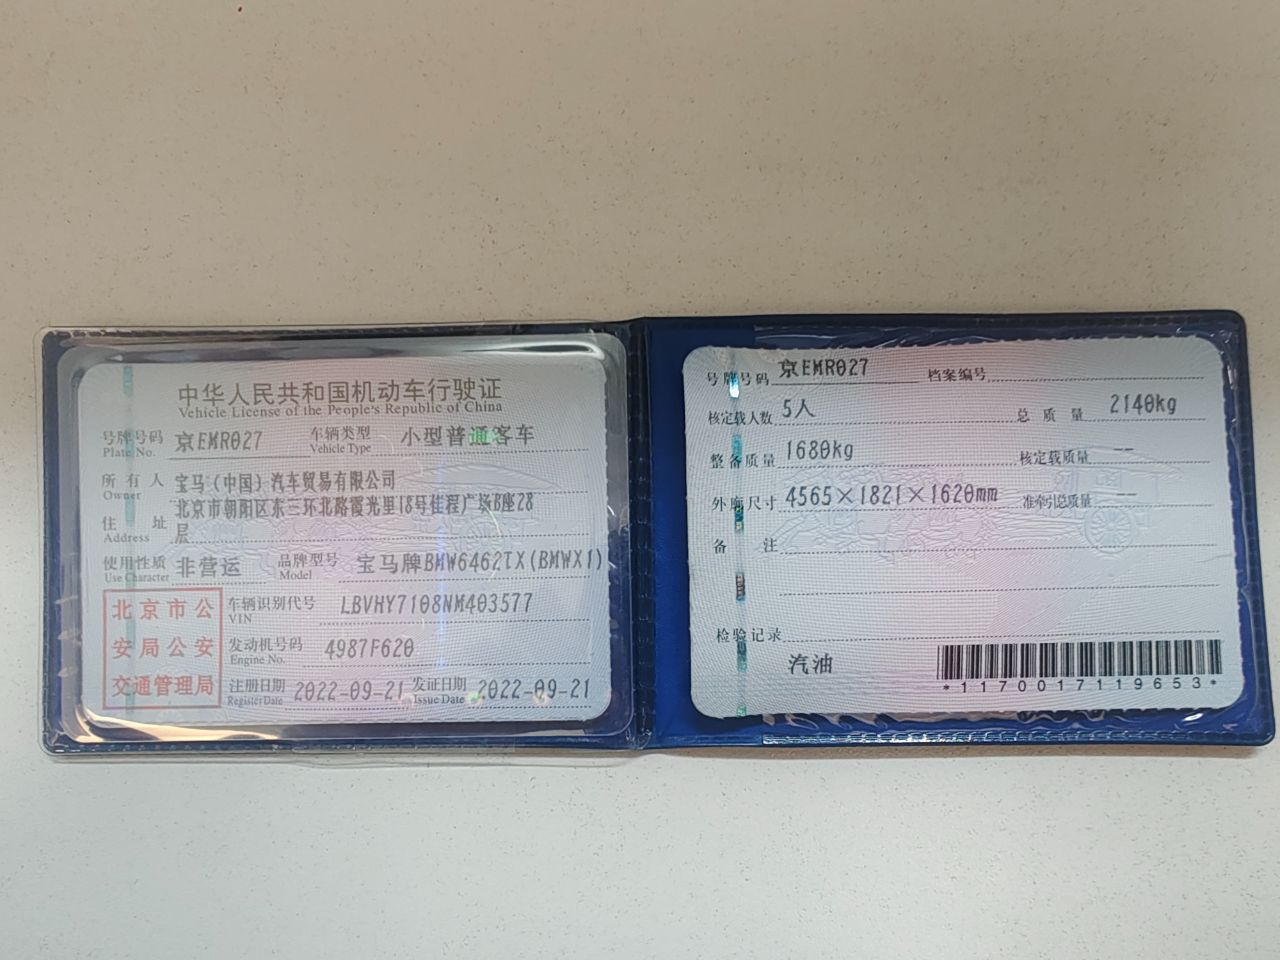 中华人民共和国机动车行驶证
Vehicle License of the People's Republic of China
号牌号码 京EMR027 车辆类型 小型普通客车
Plate No. Vehicle Type
所有人 宝马(中国)汽车贸易有限公司
Owner
住址 北京市朝阳区东三环北路霞光里18号佳程广场B座28
Address 层
使用性质 非营运 品牌型号 宝马牌BMW6462IX(BMWX1)
Use Character Model
北京市公
安局公安
交通管理局
车辆识别代号 LBVHY7108NM403577
VIN
发动机号码 4987F620
Engine No.
注册日期 2022-09-21 发证日期 2022-09-21
Register Date Issue Date
号牌号码 京EMR027 档案编号
核定载人数 5人 总质量 2140kg
整备质量 1680kg 核定载质量 --
外廓尺寸 4565×1821×1620mm 准牵引总质量 --
备注
检验记录
汽油
*1170017119653*